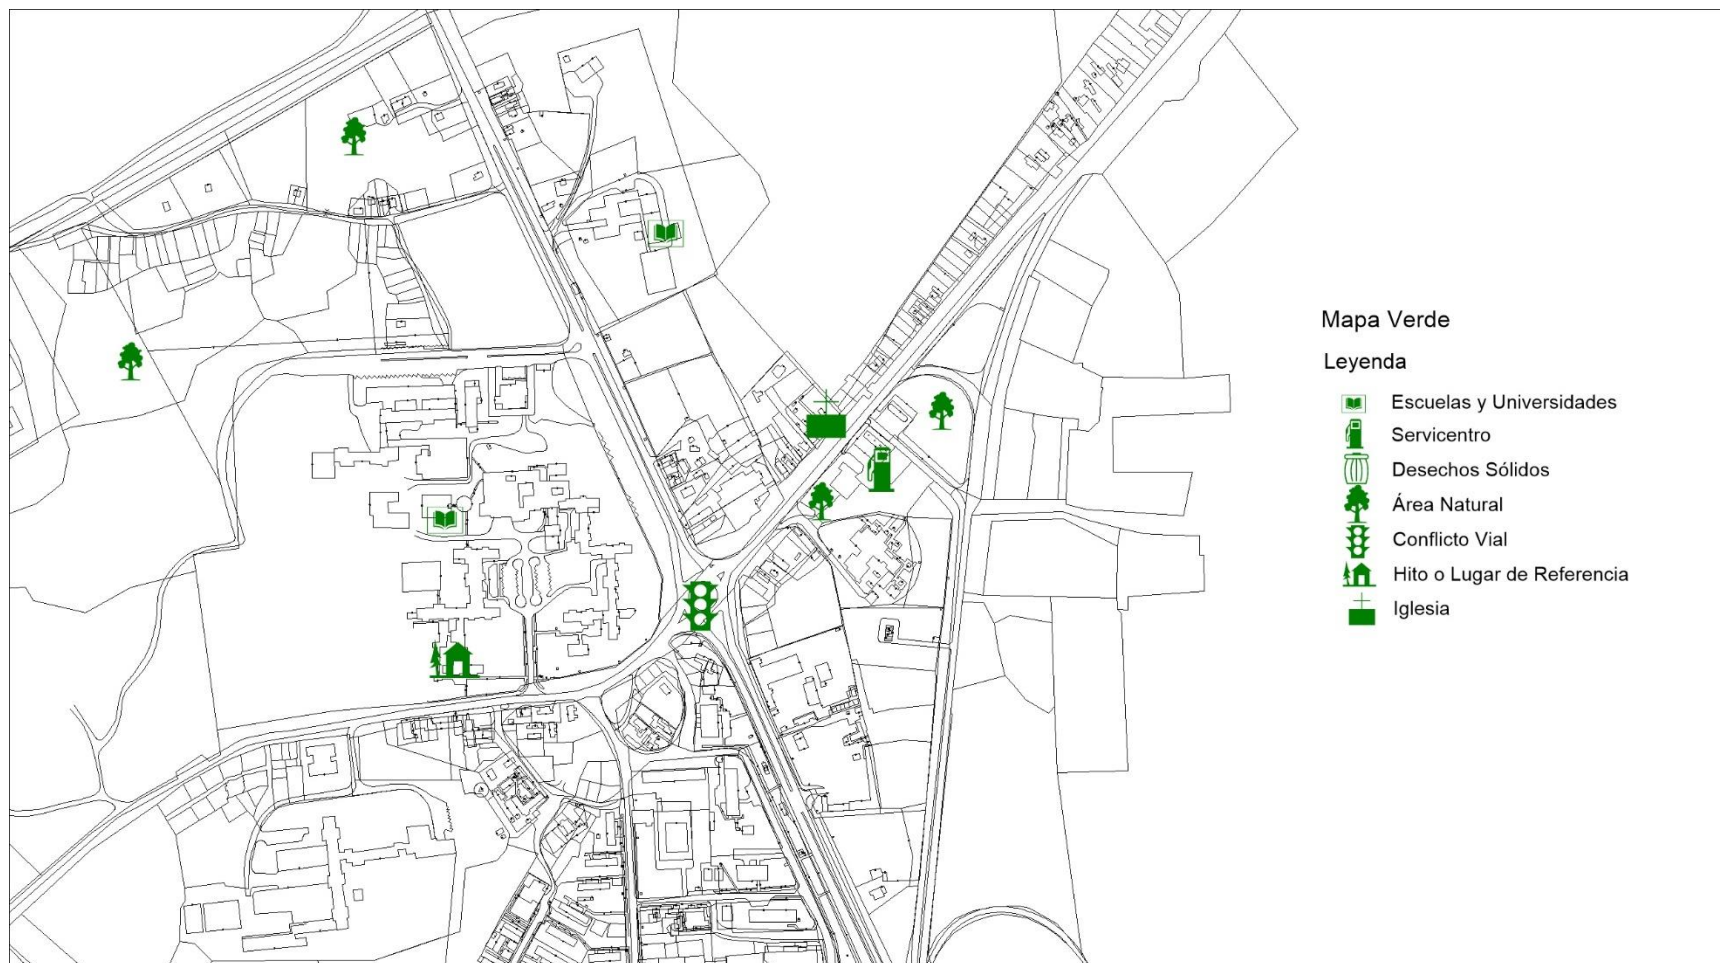 Mapa Verde
Leyenda
Escuelas y Universidades
Servicentro
Desechos Sólidos
Área Natural
Conflicto Vial
Hito o Lugar de Referencia
Iglesia